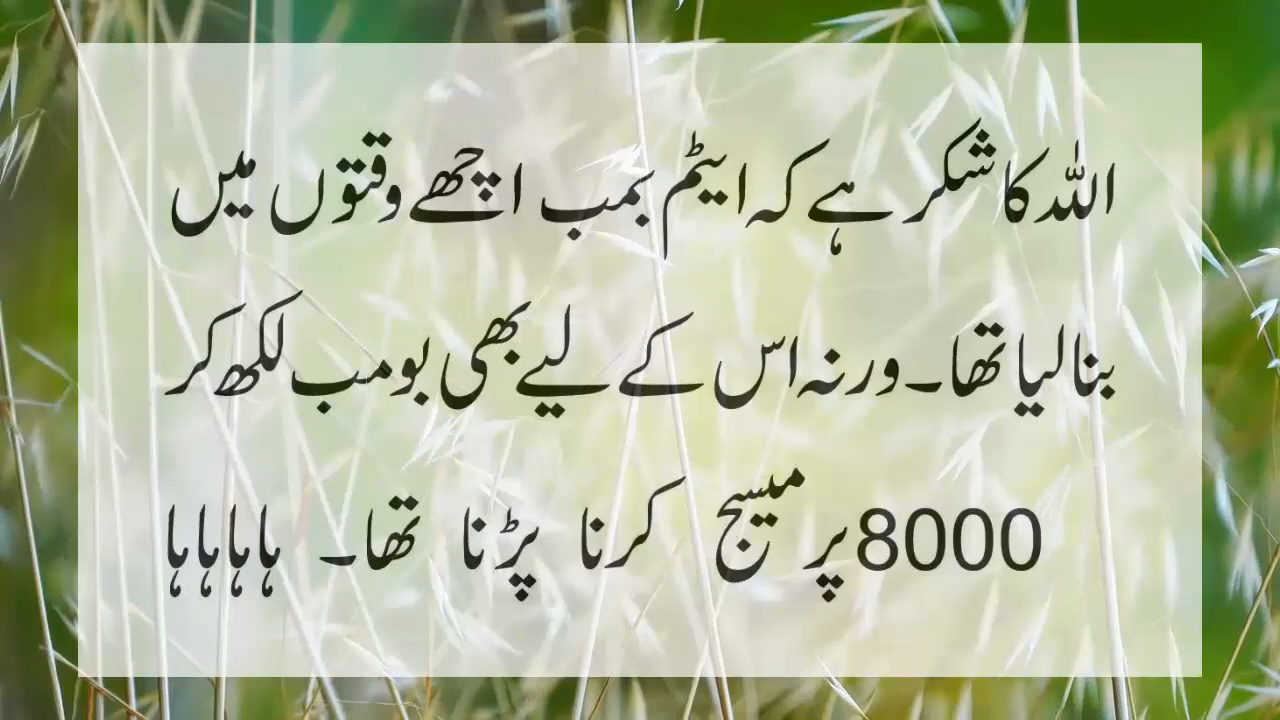 اللہ کا شکر ہے کہ ایٹم بمب اچھے وقتوں میں
بنا لیا تھا۔ ورنہ اس کے لیے بھی بومب لکھ کر
8000 پر میسج کرنا پڑنا تھا۔ ہاہاہاہا